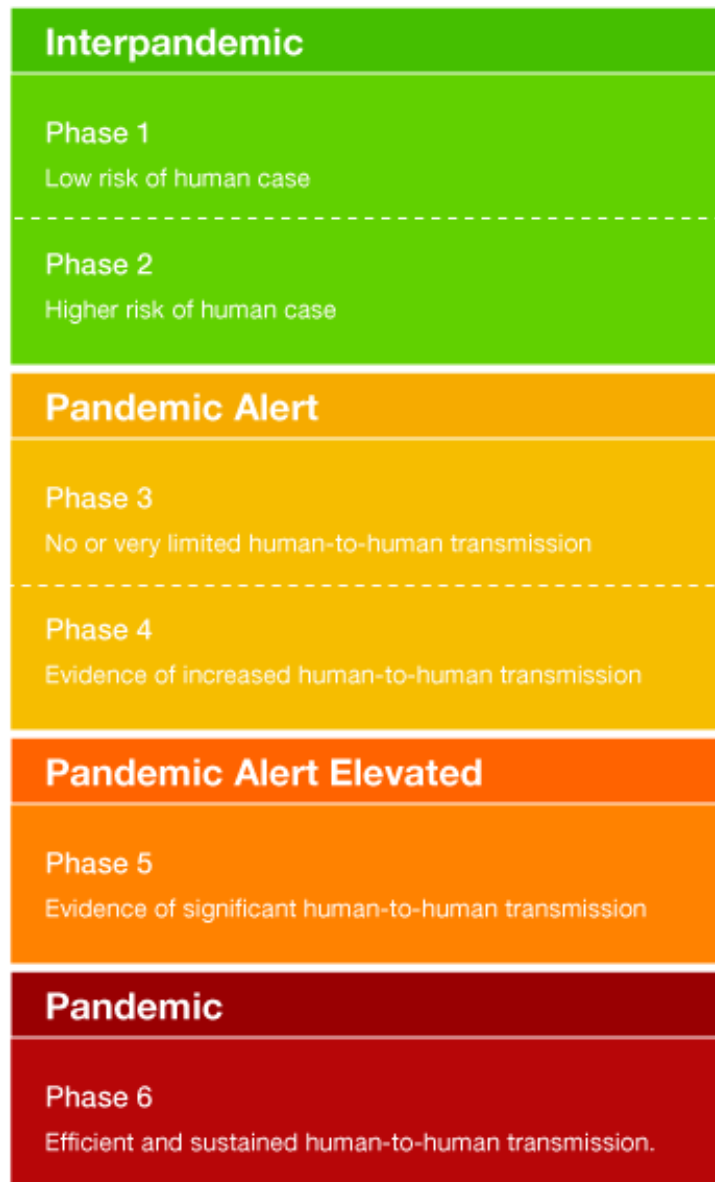 Interpandemic
Phase 1
Low risk of human case
Phase 2
Higher risk of human case
Pandemic Alert
Phase 3
No or very limited human-to-human transmission
Phase 4
Evidence of increased human-to-human transmission
Pandemic Alert Elevated
Phase 5
Evidence of significant human-to-human transmission
Pandemic
Phase 6
Efficient and sustained human-to-human transmission.